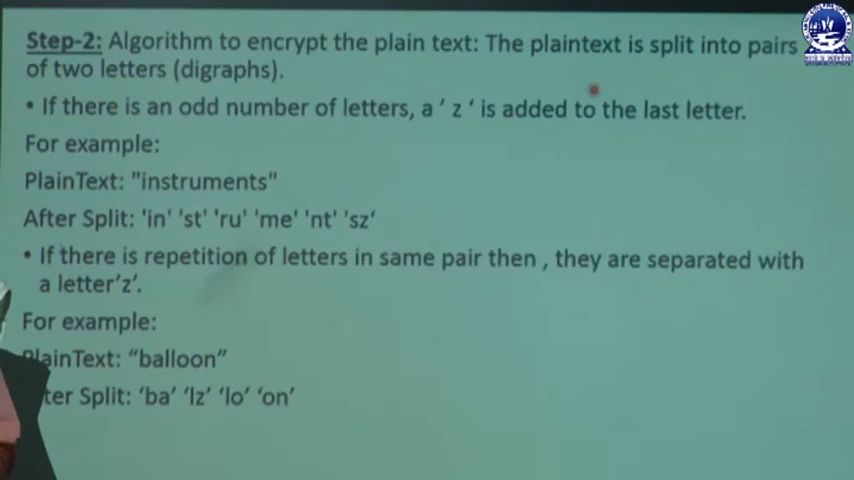 Step-2: Algorithm to encrypt the plain text: The plaintext is split into pairs
of two letters (digraphs).
• If there is an odd number of letters, a ' z ' is added to the last letter.
For example:
PlainText: "instruments"
After Split: 'in' 'st' 'ru' 'me' 'nt' 'sz'
• If there is repetition of letters in same pair then , they are separated with
a letter'z'.
For example:
PlainText: “balloon”
ter Split: ‘ba’ ‘lz’ ‘lo’ ‘on’